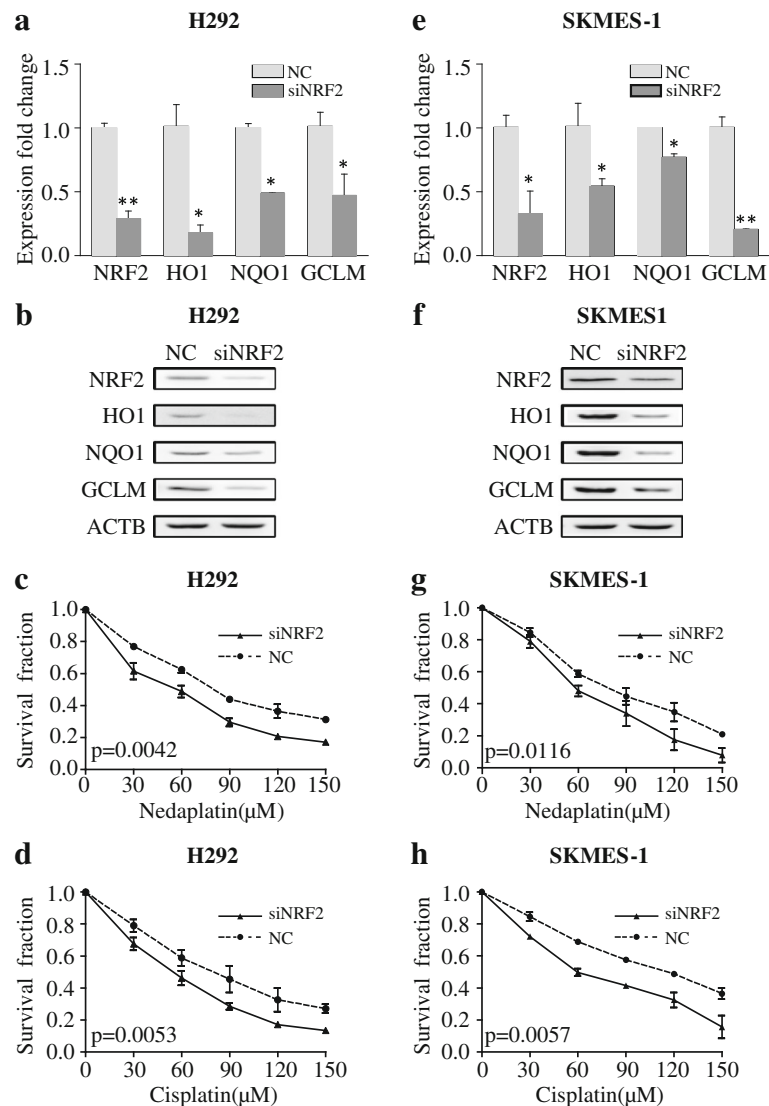 a
H292
Expression fold change
1.5
1.0
0.5
0.0
NC
siNRF2
**
*
*
*
NRF2 HO1 NQO1 GCLM
e
SKMES-1
Expression fold change
1.5
1.0
0.5
0.0
NC
siNRF2
*
*
*
**
NRF2 HO1 NQO1 GCLM
b
H292
NC siNRF2
NRF2
HO1
NQO1
GCLM
ACTB
f
SKMES1
NC siNRF2
NRF2
HO1
NQO1
GCLM
ACTB
c
H292
Survival fraction
1.0
0.8
0.6
0.4
0.2
0.0
siNRF2
NC
p=0.0042
0 30 60 90 120 150
Nedaplatin(μM)
g
SKMES-1
Survival fraction
1.0
0.8
0.6
0.4
0.2
0.0
siNRF2
NC
p=0.0116
0 30 60 90 120 150
Nedaplatin(μM)
d
H292
Survival fraction
1.0
0.8
0.6
0.4
0.2
0.0
siNRF2
NC
p=0.0053
0 30 60 90 120 150
Cisplatin(μM)
h
SKMES-1
Survival fraction
1.0
0.8
0.6
0.4
0.2
0.0
siNRF2
NC
p=0.0057
0 30 60 90 120 150
Cisplatin(μM)